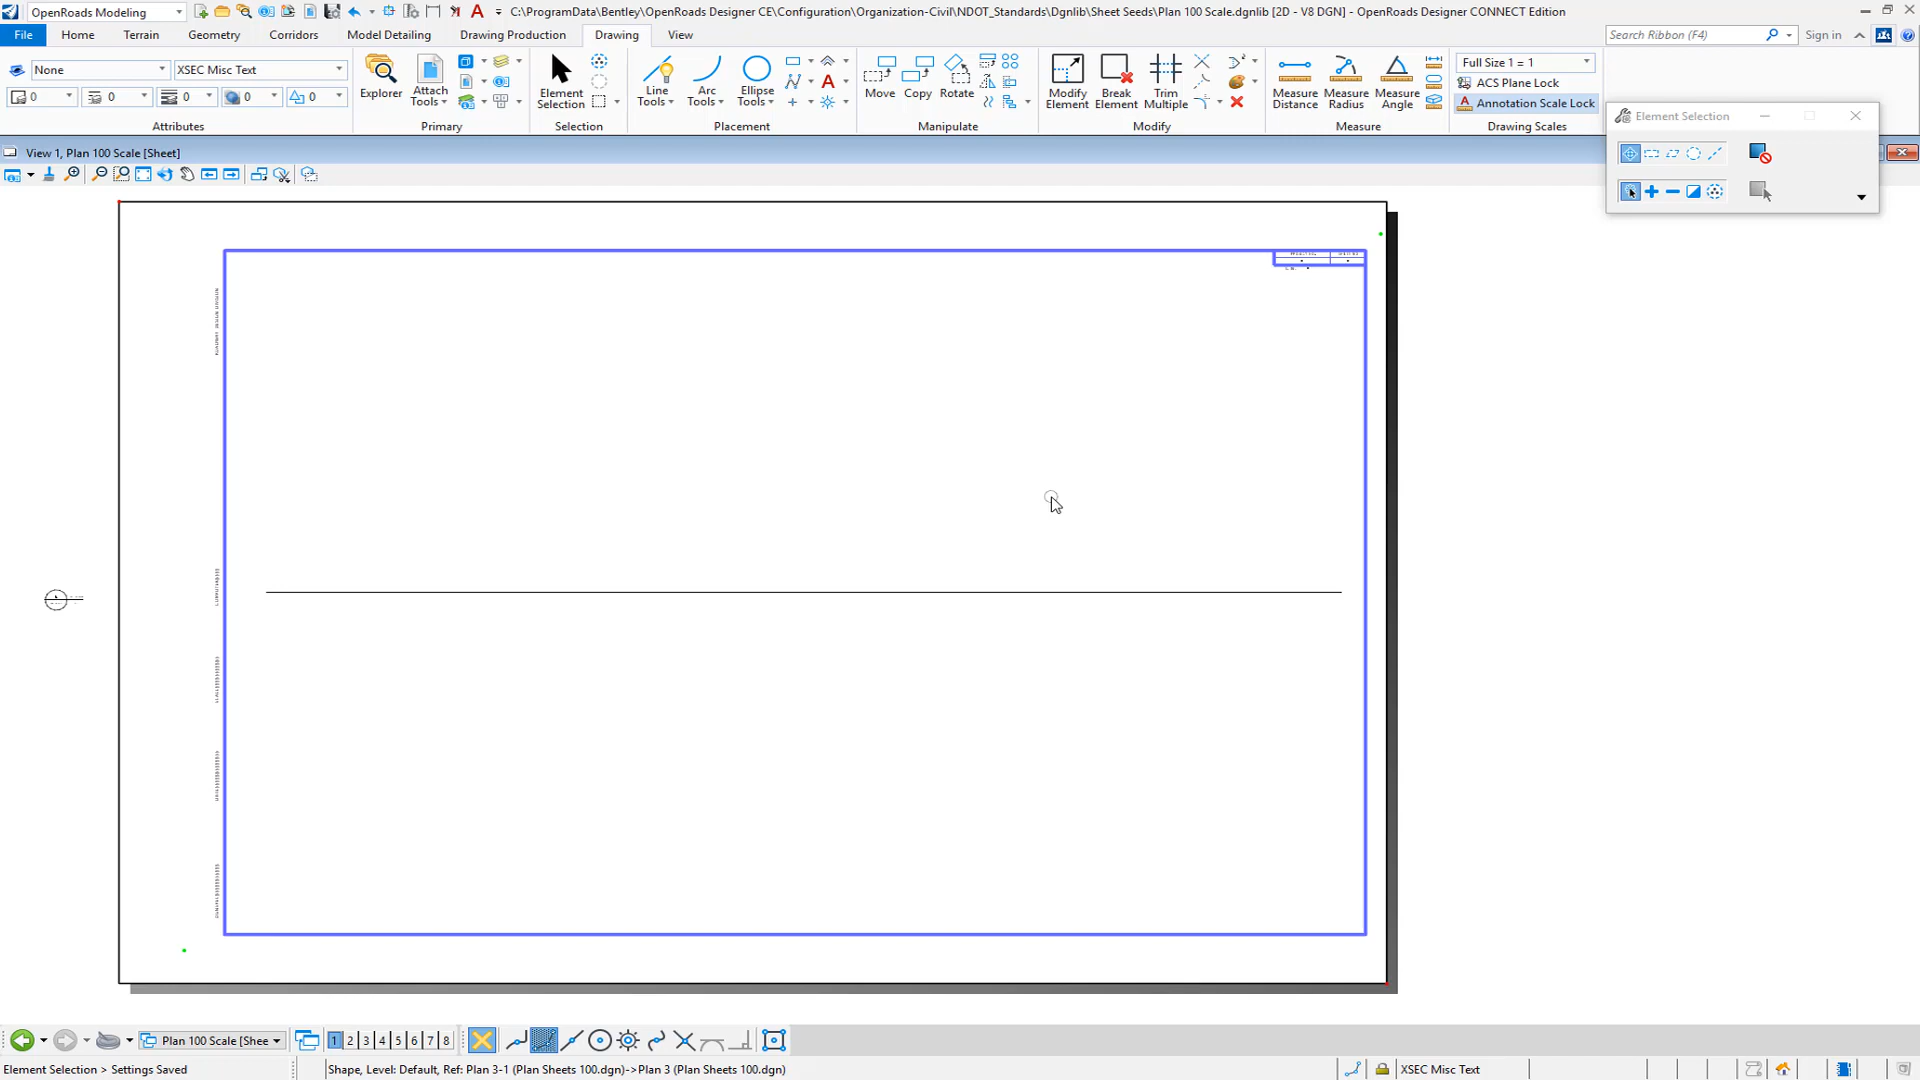 OpenRoads Modeling
C:\ProgramData\Bentley\OpenRoads Designer CE\Configuration\Organization-Civil\NDOT_Standards\Dgnlib\Sheet Seeds\Plan 100 Scale.dgnlib [2D - V8 DGN] - OpenRoads Designer CONNECT Edition
File Home Terrain Geometry Corridors Model Detailing Drawing Production Drawing View
Search Ribbon (F4) Sign in
None XSEC Misc Text
0 0 0 0 0
Attributes
Explorer
Attach Tools
Primary
Element Selection
Selection
Line Tools
Arc Tools
Ellipse Tools
Placement
Move Copy Rotate
Manipulate
Modify Element
Break Element
Trim Multiple
Modify
Measure Distance
Measure Radius
Measure Angle
Measure
Full Size 1 = 1
ACS Plane Lock
Annotation Scale Lock
Drawing Scales
Element Selection
View 1, Plan 100 Scale [Sheet]
Plan 100 Scale [Shee
1 2 3 4 5 6 7 8
Element Selection > Settings Saved
Shape, Level: Default, Ref: Plan 3-1 (Plan Sheets 100.dgn)->Plan 3 (Plan Sheets 100.dgn)
XSEC Misc Text